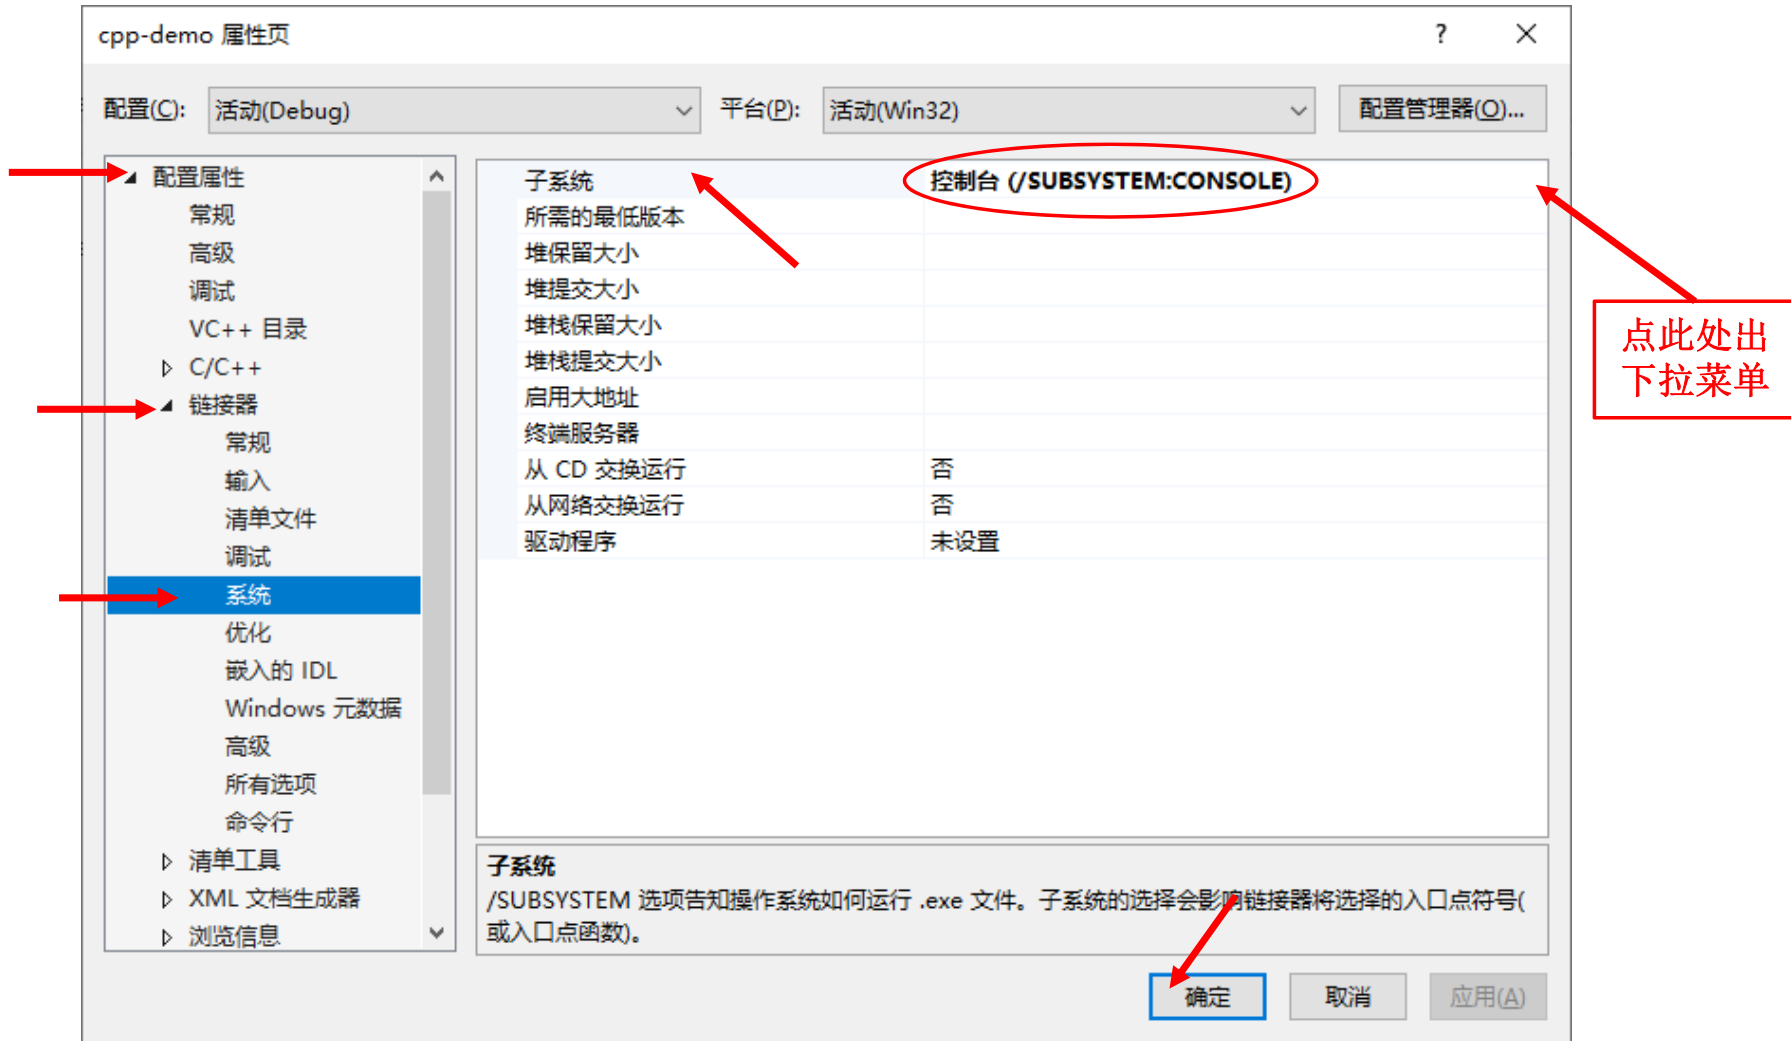 cpp-demo 属性页
?
配置(C): 活动(Debug) 平台(P): 活动(Win32) 配置管理器(O)...
配置属性
常规
高级
调试
VC++ 目录
C/C++
链接器
常规
输入
清单文件
调试
系统
优化
嵌入的 IDL
Windows 元数据
高级
所有选项
命令行
清单工具
XML 文档生成器
浏览信息
子系统 控制台 (/SUBSYSTEM:CONSOLE)
所需的最低版本
堆保留大小
堆提交大小
堆栈保留大小
堆栈提交大小
启用大地址
终端服务器
从 CD 交换运行 否
从网络交换运行 否
驱动程序 未设置
点此处出
下拉菜单
子系统
/SUBSYSTEM 选项告知操作系统如何运行 .exe 文件。子系统的选择会影响链接器将选择的入口点符号(
或入口点函数)。
确定 取消 应用(A)